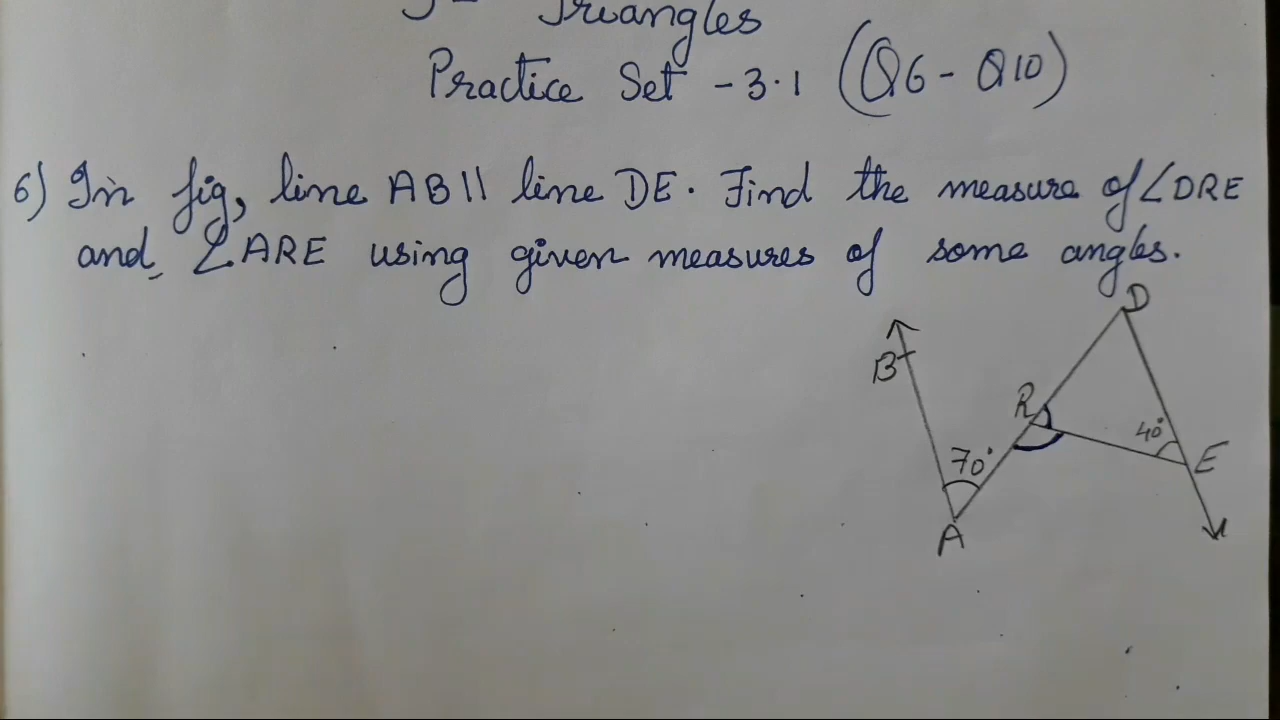 Triangles
Practice Set - 3.1 (Q6 - Q10)
6) In fig, line AB || line DE. Find the measure of ∠DRE
and, ∠ARE using given measures of some angles.
D
B
R
40°
70°
E
A